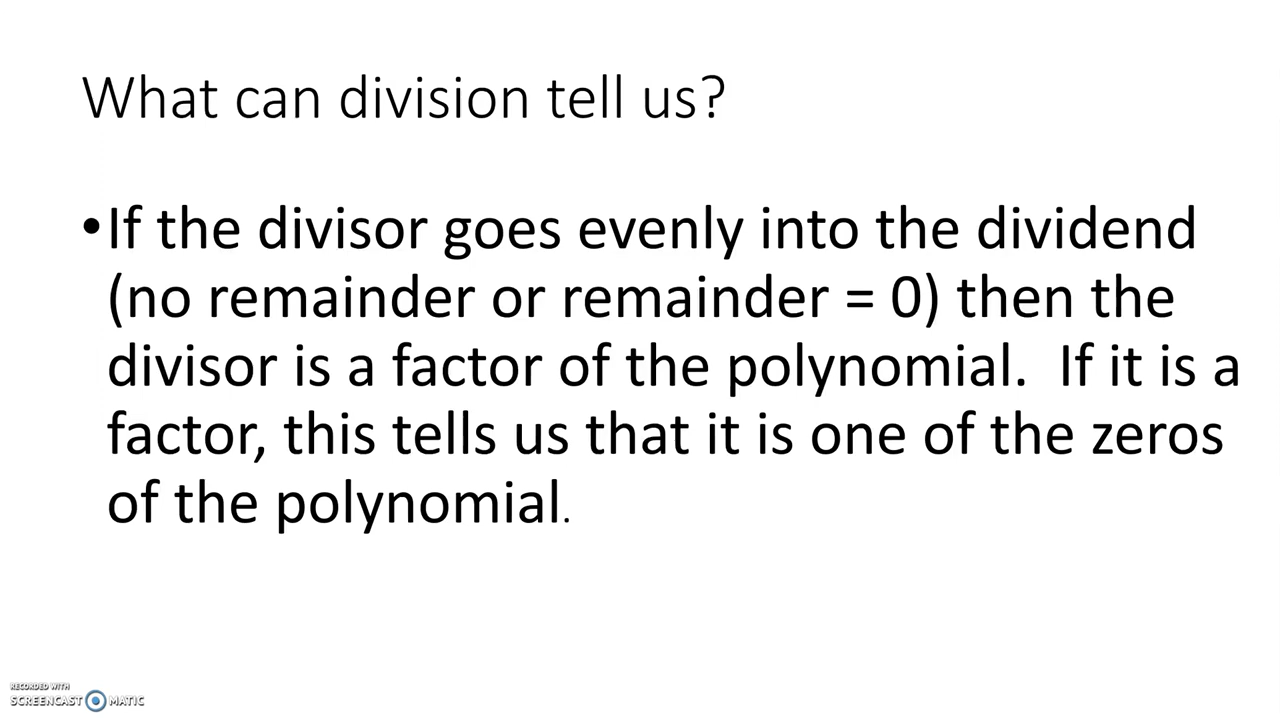 What can division tell us?
•If the divisor goes evenly into the dividend
(no remainder or remainder = 0) then the
divisor is a factor of the polynomial.  If it is a
factor, this tells us that it is one of the zeros
of the polynomial.
RECORDED WITH
SCREENCAST MATIC